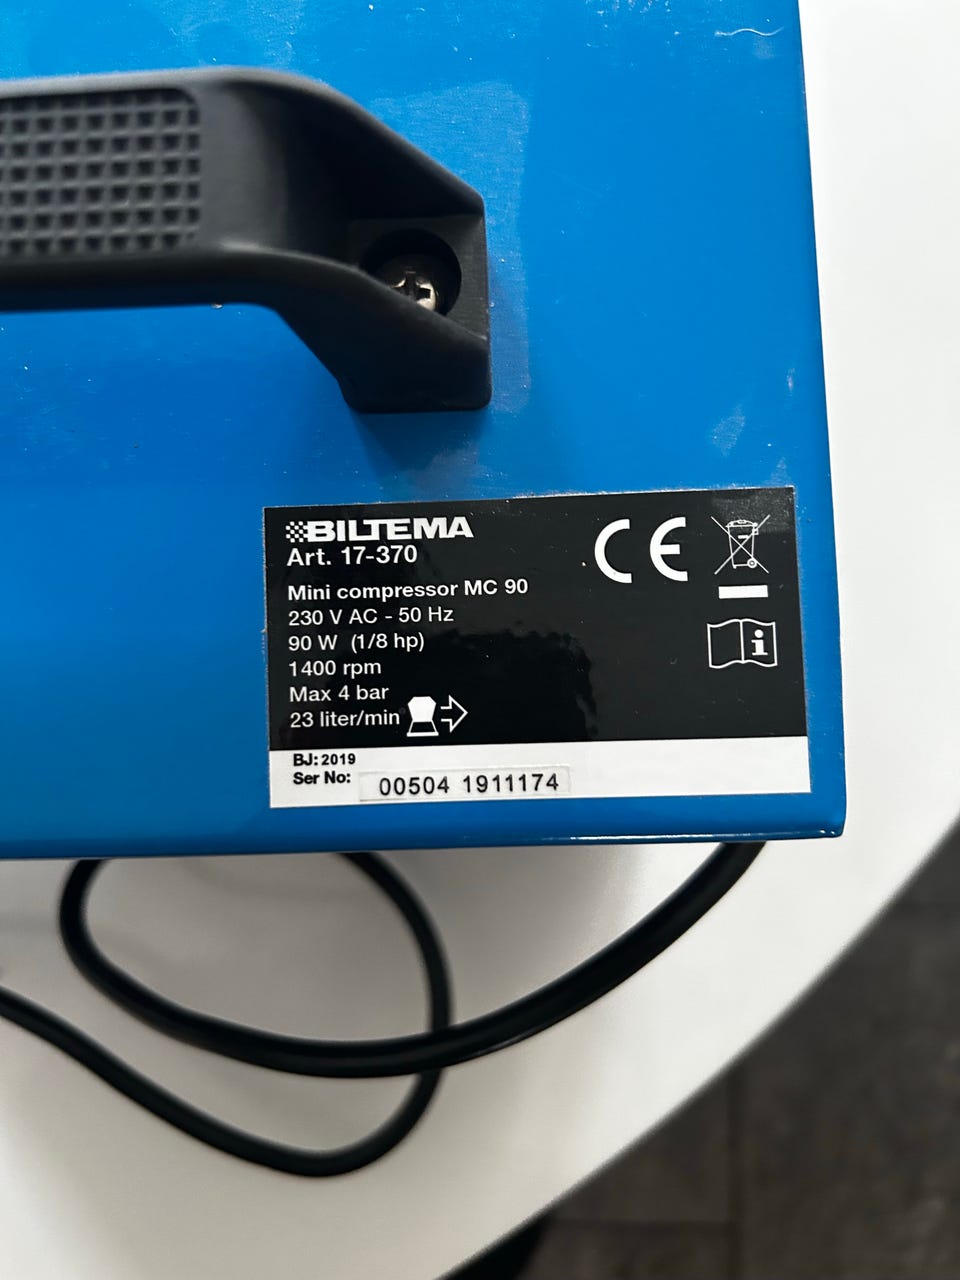 BILTEMA
Art. 17-370
Mini compressor MC 90
230 V AC - 50 Hz
90 W (1/8 hp)
1400 rpm
Max 4 bar
23 liter/min
CE
i
BJ: 2019
Ser No: 00504 1911174